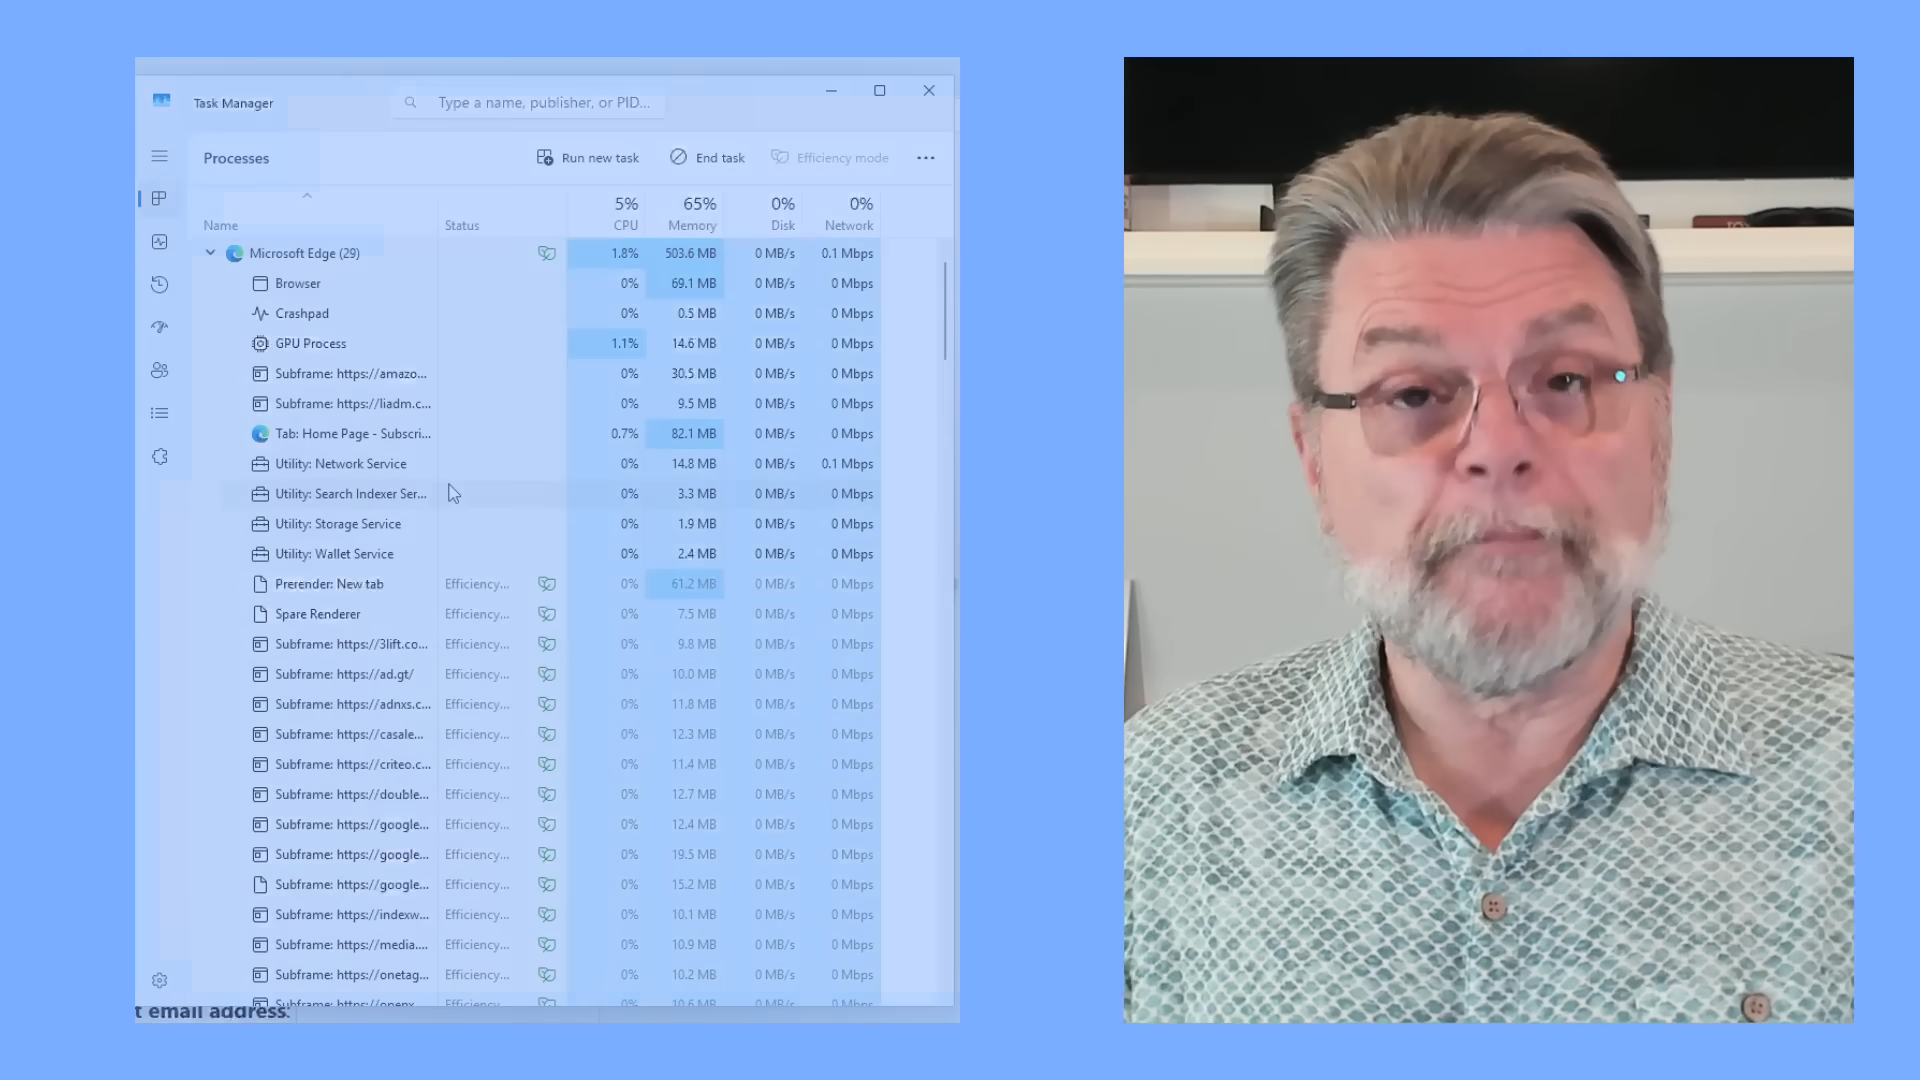 Task Manager
Type a name, publisher, or PID...
Processes
Run new task
End task
Efficiency mode
5% 65% 0% 0%
Name Status CPU Memory Disk Network
Microsoft Edge (29) 1.8% 503.6 MB 0 MB/s 0.1 Mbps
Browser 0% 69.1 MB 0 MB/s 0 Mbps
Crashpad 0% 0.5 MB 0 MB/s 0 Mbps
GPU Process 1.1% 14.6 MB 0 MB/s 0 Mbps
Subframe: https://amazo... 0% 30.5 MB 0 MB/s 0 Mbps
Subframe: https://liadm.c... 0% 9.5 MB 0 MB/s 0 Mbps
Tab: Home Page - Subscri... 0.7% 82.1 MB 0 MB/s 0 Mbps
Utility: Network Service 0% 14.8 MB 0 MB/s 0.1 Mbps
Utility: Search Indexer Ser... 0% 3.3 MB 0 MB/s 0 Mbps
Utility: Storage Service 0% 1.9 MB 0 MB/s 0 Mbps
Utility: Wallet Service 0% 2.4 MB 0 MB/s 0 Mbps
Prerender: New tab Efficiency... 0% 61.2 MB 0 MB/s 0 Mbps
Spare Renderer Efficiency... 0% 7.5 MB 0 MB/s 0 Mbps
Subframe: https://3lift.co... Efficiency... 0% 9.8 MB 0 MB/s 0 Mbps
Subframe: https://ad.gt/ Efficiency... 0% 10.0 MB 0 MB/s 0 Mbps
Subframe: https://adnxs.c... Efficiency... 0% 11.8 MB 0 MB/s 0 Mbps
Subframe: https://casale... Efficiency... 0% 12.3 MB 0 MB/s 0 Mbps
Subframe: https://criteo.c... Efficiency... 0% 11.4 MB 0 MB/s 0 Mbps
Subframe: https://double... Efficiency... 0% 12.7 MB 0 MB/s 0 Mbps
Subframe: https://google... Efficiency... 0% 12.4 MB 0 MB/s 0 Mbps
Subframe: https://google... Efficiency... 0% 19.5 MB 0 MB/s 0 Mbps
Subframe: https://google... Efficiency... 0% 15.2 MB 0 MB/s 0 Mbps
Subframe: https://indexw... Efficiency... 0% 10.1 MB 0 MB/s 0 Mbps
Subframe: https://media.... Efficiency... 0% 10.9 MB 0 MB/s 0 Mbps
Subframe: https://onetag... Efficiency... 0% 10.2 MB 0 MB/s 0 Mbps
Subframe: https://openx Efficiency 0% 10.6 MB 0 MB/s 0 Mbps
t email address: